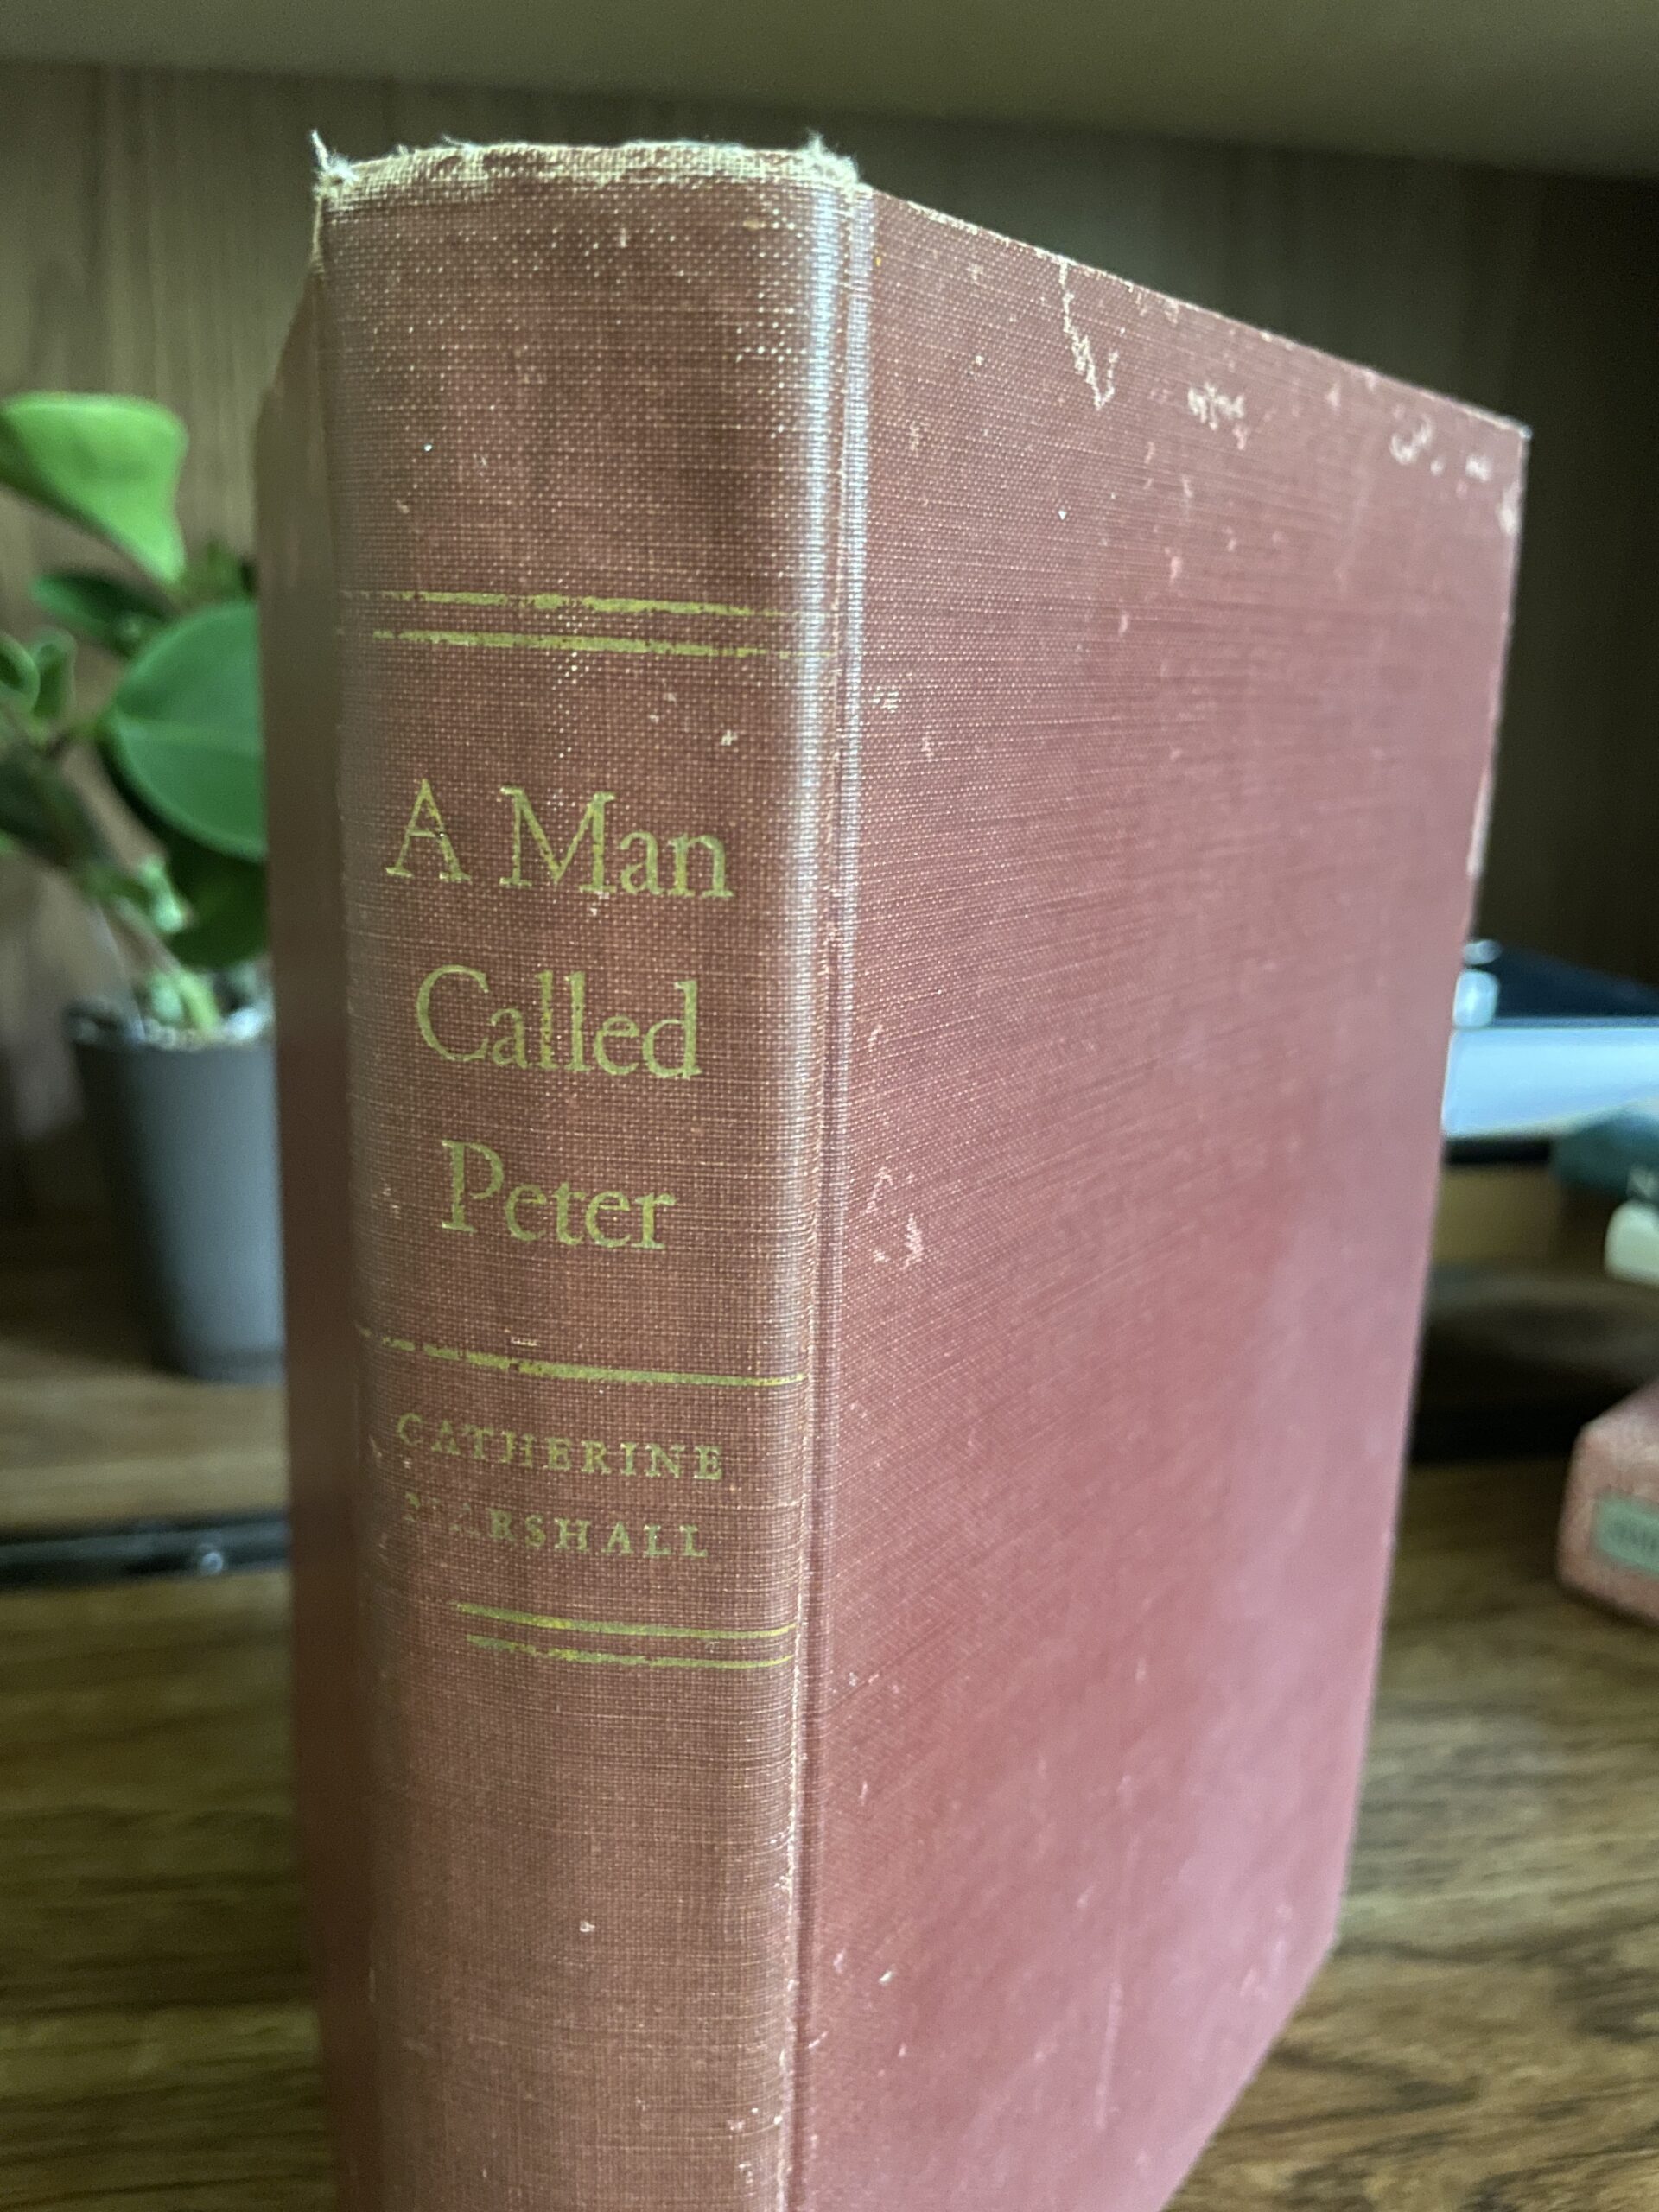 A Man
Called
Peter
CATHERINE
MARSHALL